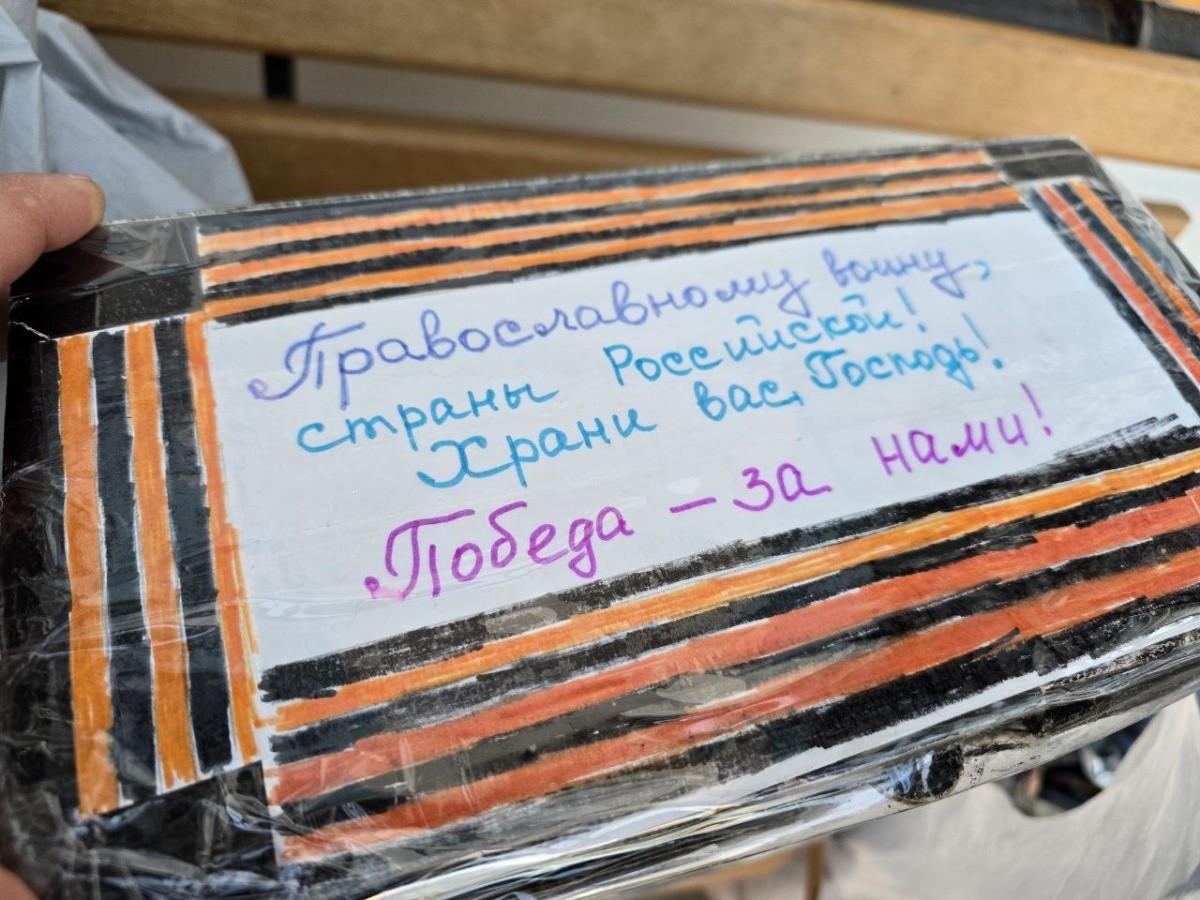 Православному воину,
страны Российской!
Храни вас, Господь!
Победа - за нами!